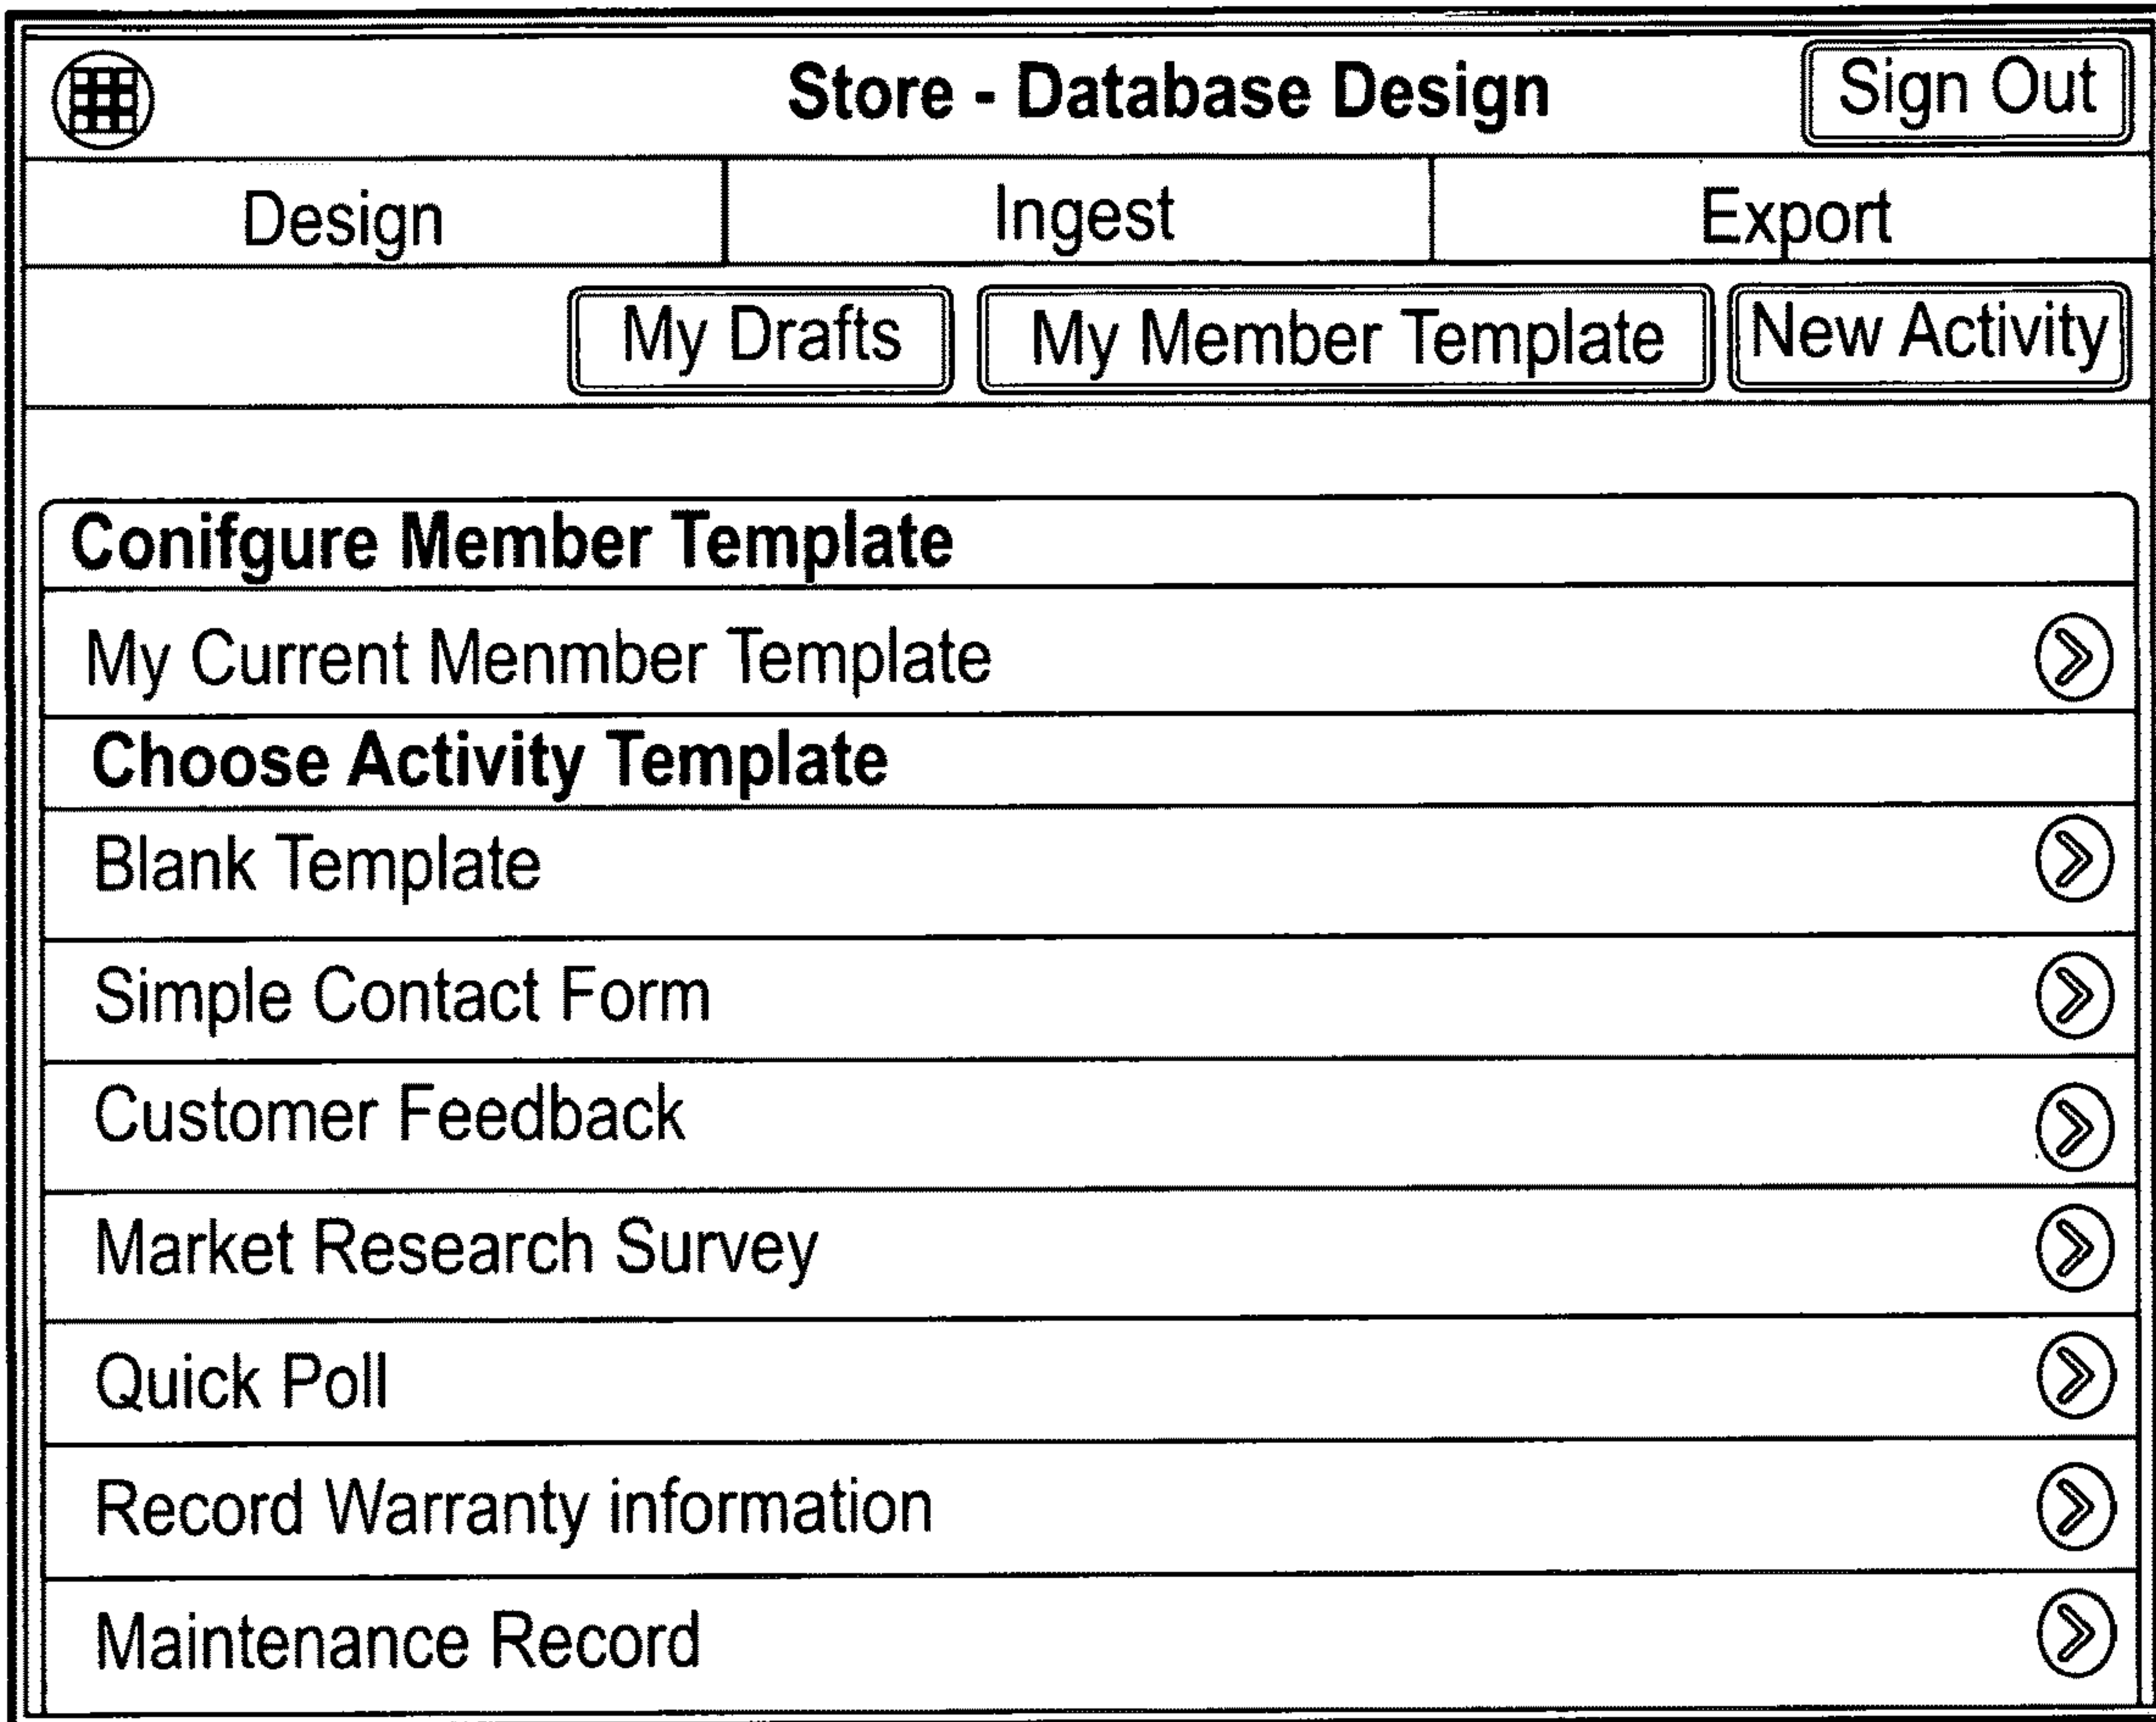 Store - Database Design Sign Out
Design Ingest Export
My Drafts My Member Template New Activity
Conifgure Member Template
My Current Menmber Template
Choose Activity Template
Blank Template
Simple Contact Form
Customer Feedback
Market Research Survey
Quick Poll
Record Warranty information
Maintenance Record